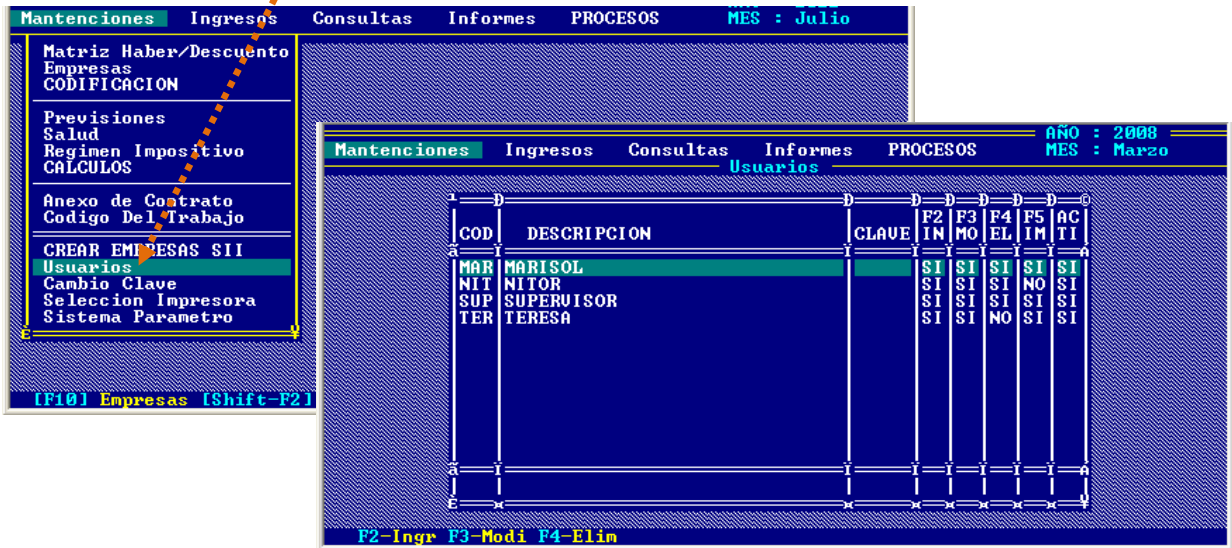 Mantenciones Ingresos Consultas Informes PROCESOS MES : Julio
Matriz Haber/Descuento
Empresas
CODIFICACION
Previsiones
Salud
Regimen Impositivo
CALCULOS
Anexo de Contrato
Codigo Del Trabajo
CREAR EMPRESAS SII
Usuarios
Cambio Clave
Seleccion Impresora
Sistema Parametro
[F10] Empresas [Shift-F2]
AÑO : 2008
Mantenciones Ingresos Consultas Informes PROCESOS MES : Marzo
Usuarios
F2 F3 F4 F5 AC
COD DESCRIPCION CLAVE IN MO EL IM TI
MAR MARISOL SI SI SI SI SI
NIT NITOR SI SI SI NO SI
SUP SUPERVISOR SI SI SI SI SI
TER TERESA SI SI NO SI SI
F2-Ingr F3-Modi F4-Elim